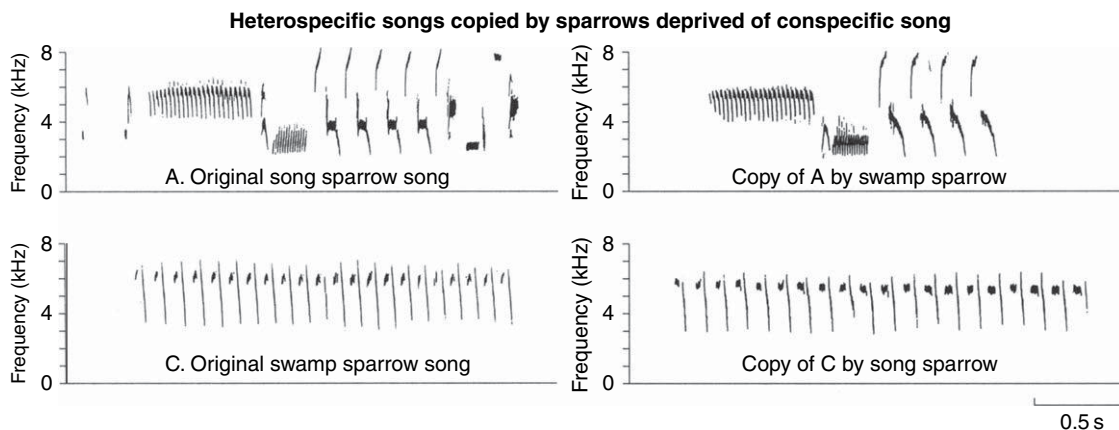 Heterospecific songs copied by sparrows deprived of conspecific song
Frequency (kHz)
8
4
0
A. Original song sparrow song
Frequency (kHz)
8
4
0
Copy of A by swamp sparrow
Frequency (kHz)
8
4
0
C. Original swamp sparrow song
Frequency (kHz)
8
4
0
Copy of C by song sparrow
0.5 s